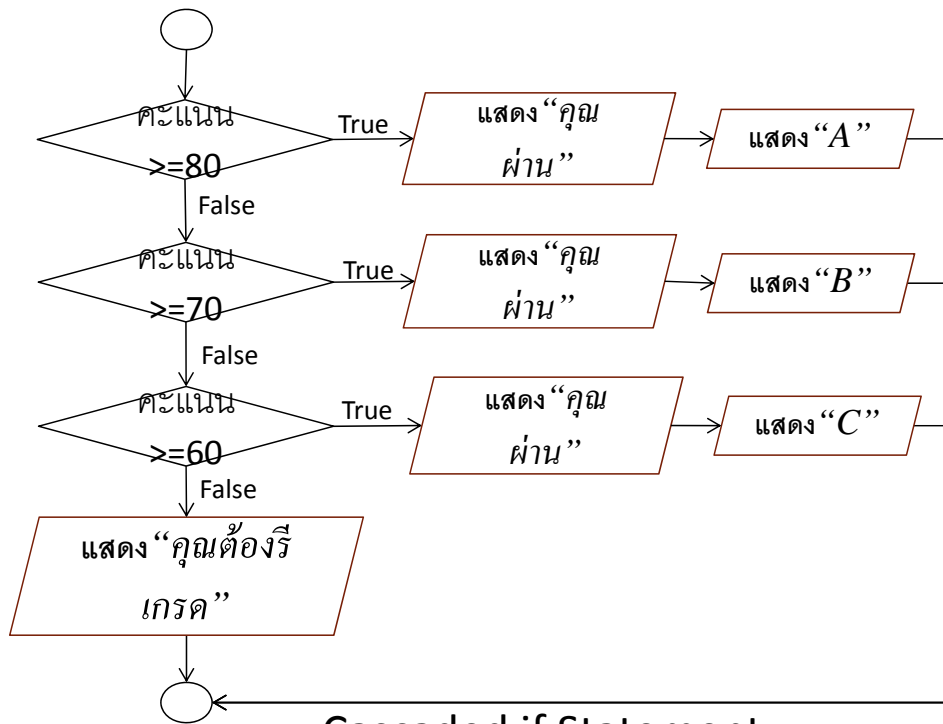 คะแนน
>=80
True
แสดง “คุณ
ผ่าน”
แสดง “A”
False
คะแนน
>=70
True
แสดง “คุณ
ผ่าน”
แสดง “B”
False
คะแนน
>=60
True
แสดง “คุณ
ผ่าน”
แสดง “C”
False
แสดง “คุณต้องรี
เกรด”
Cascaded if Statement